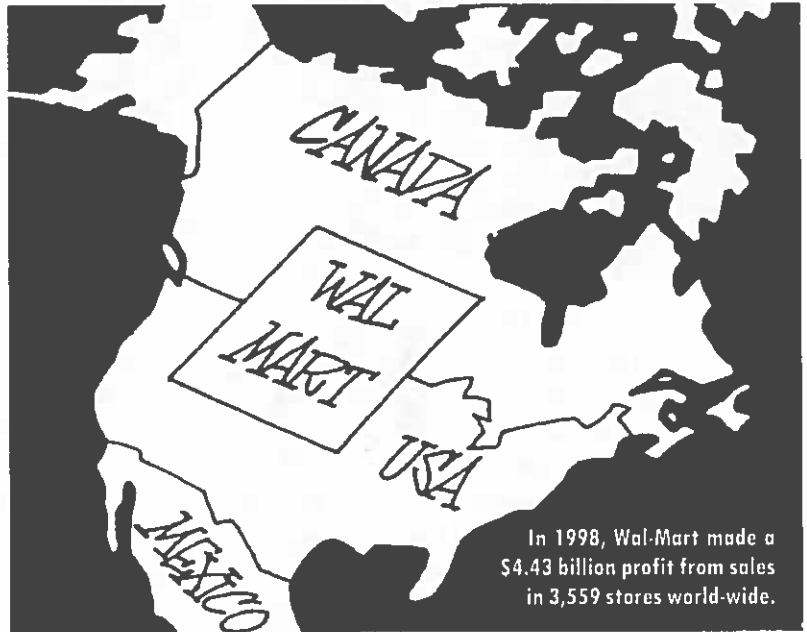 CANADA
WAL
MART
USA
MEXICO
In 1998, Wal-Mart made a
$4.43 billion profit from sales
in 3,559 stores world-wide.